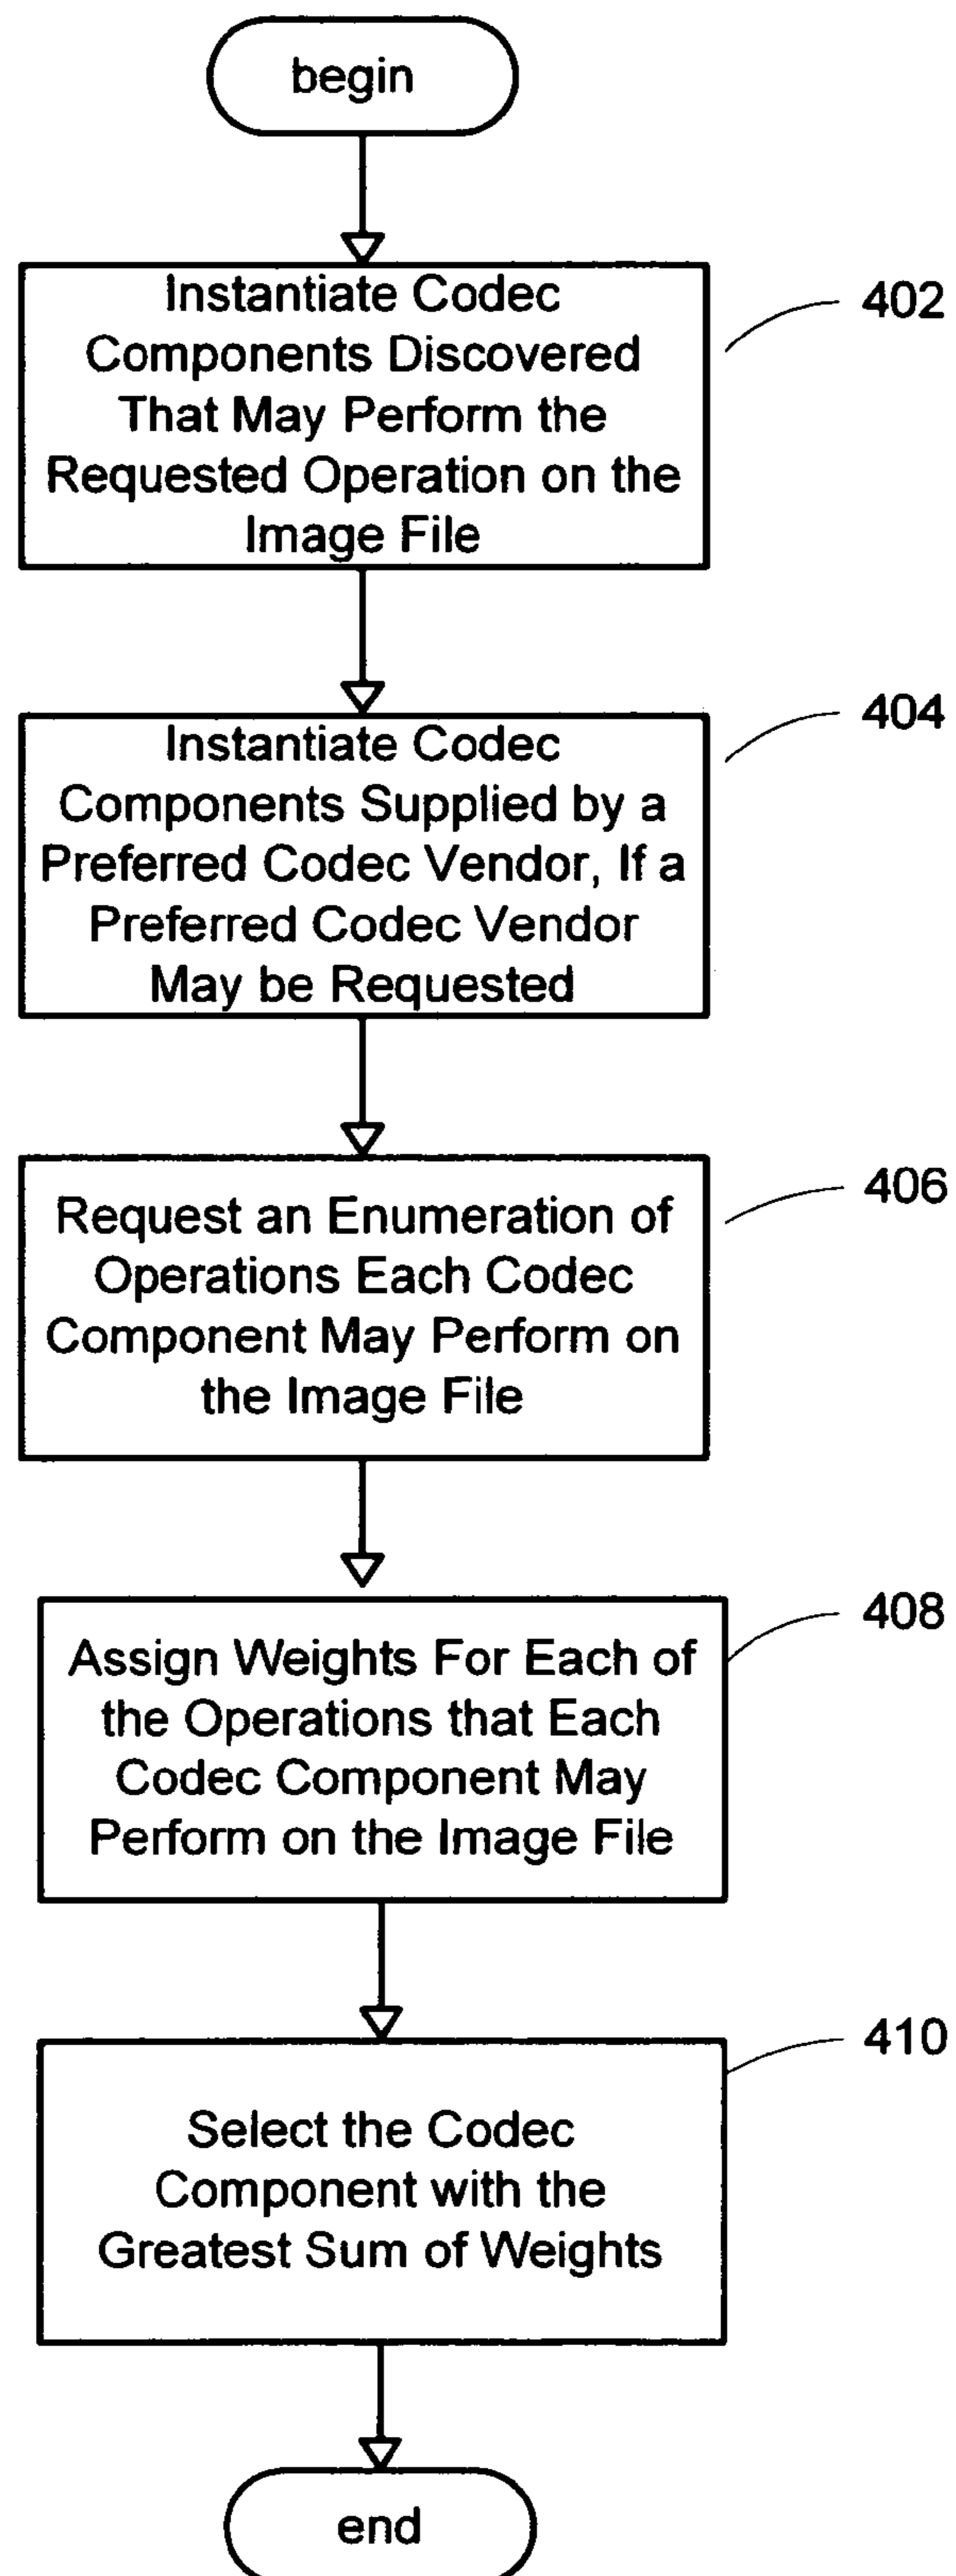 begin
Instantiate Codec
Components Discovered
That May Perform the
Requested Operation on the
Image File
402
Instantiate Codec
Components Supplied by a
Preferred Codec Vendor, If a
Preferred Codec Vendor
May be Requested
404
Request an Enumeration of
Operations Each Codec
Component May Perform on
the Image File
406
Assign Weights For Each of
the Operations that Each
Codec Component May
Perform on the Image File
408
Select the Codec
Component with the
Greatest Sum of Weights
410
end